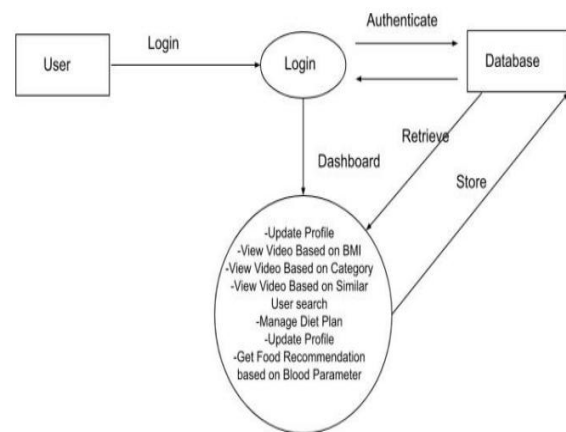 Authenticate
Login
User
Login
Database
Retrieve
Dashboard
Store
-Update Profile
-View Video Based on BMI
-View Video Based on Category
-View Video Based on Similar
User search
-Manage Diet Plan
-Update Profile
-Get Food Recommendation
based on Blood Parameter